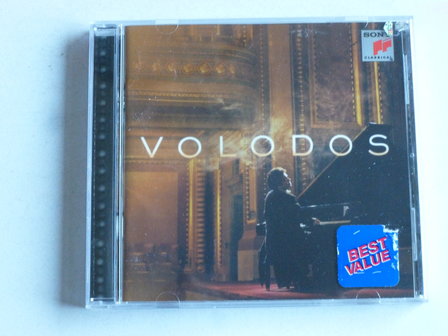 SONY
CLASSICAL
VOLODOS
BEST
VALUE